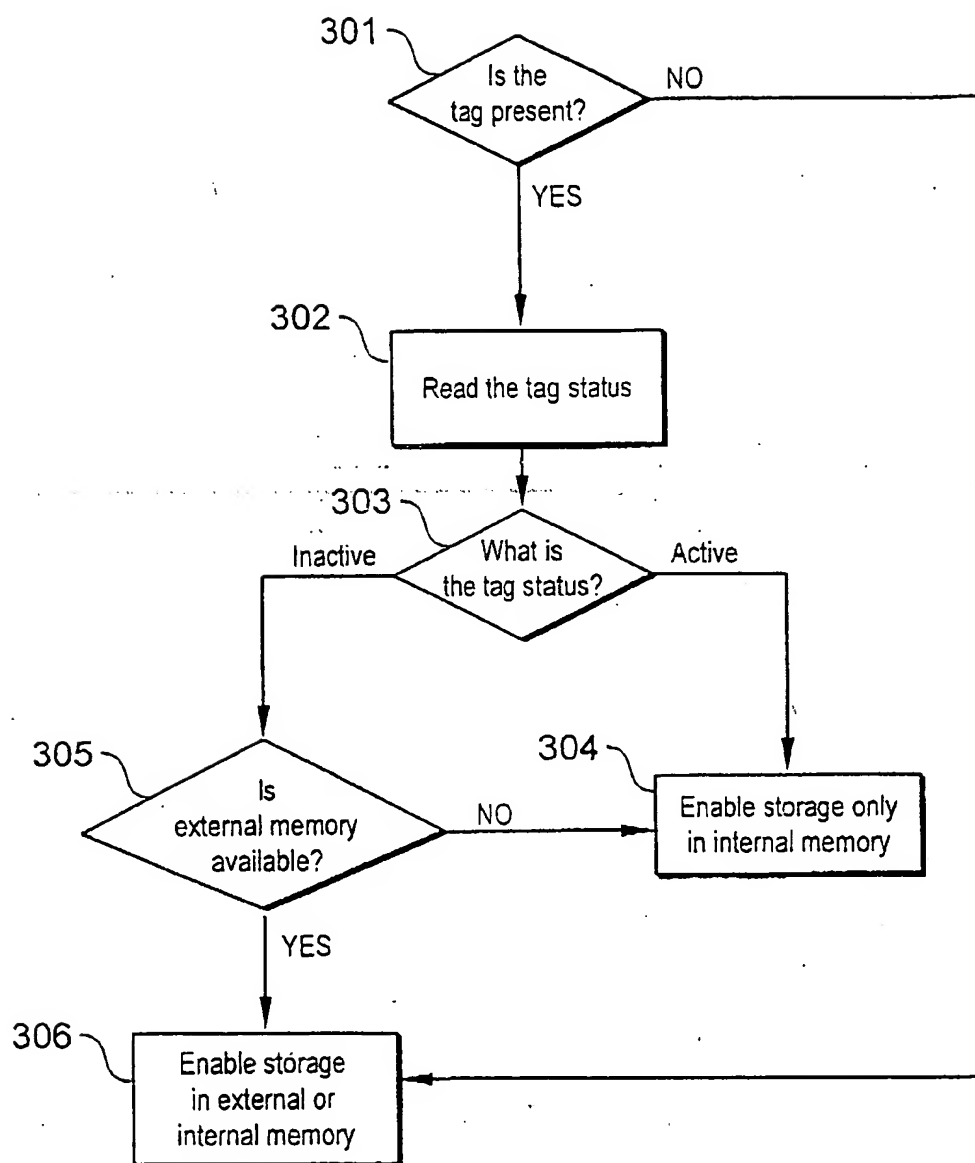 301
Is the
tag present?
NO
YES
302
Read the tag status
303
Inactive
What is
the tag status?
Active
305
Is
external memory
available?
NO
304
Enable storage only
in internal memory
YES
306
Enable storage
in external or
internal memory